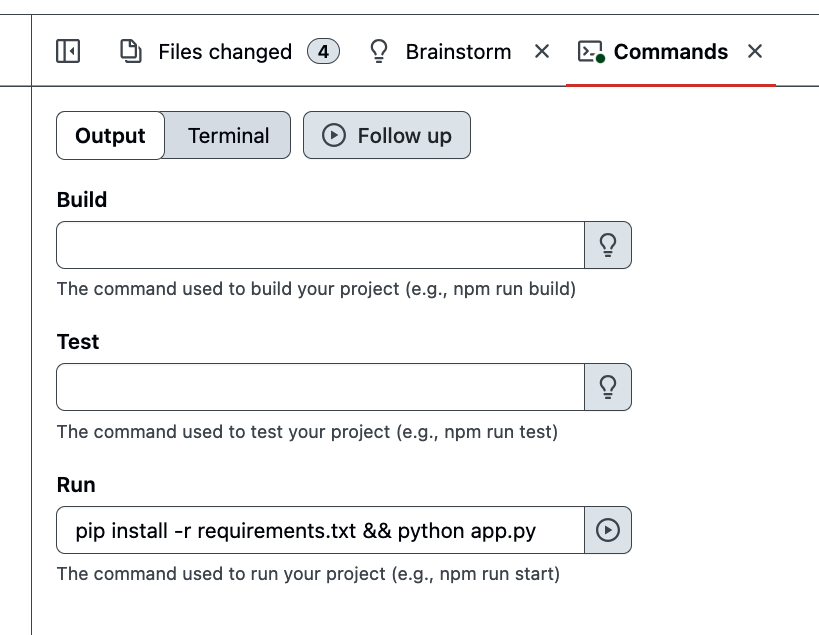 Files changed 4 Brainstorm Commands
Output Terminal Follow up
Build
The command used to build your project (e.g., npm run build)
Test
The command used to test your project (e.g., npm run test)
Run
pip install -r requirements.txt && python app.py
The command used to run your project (e.g., npm run start)